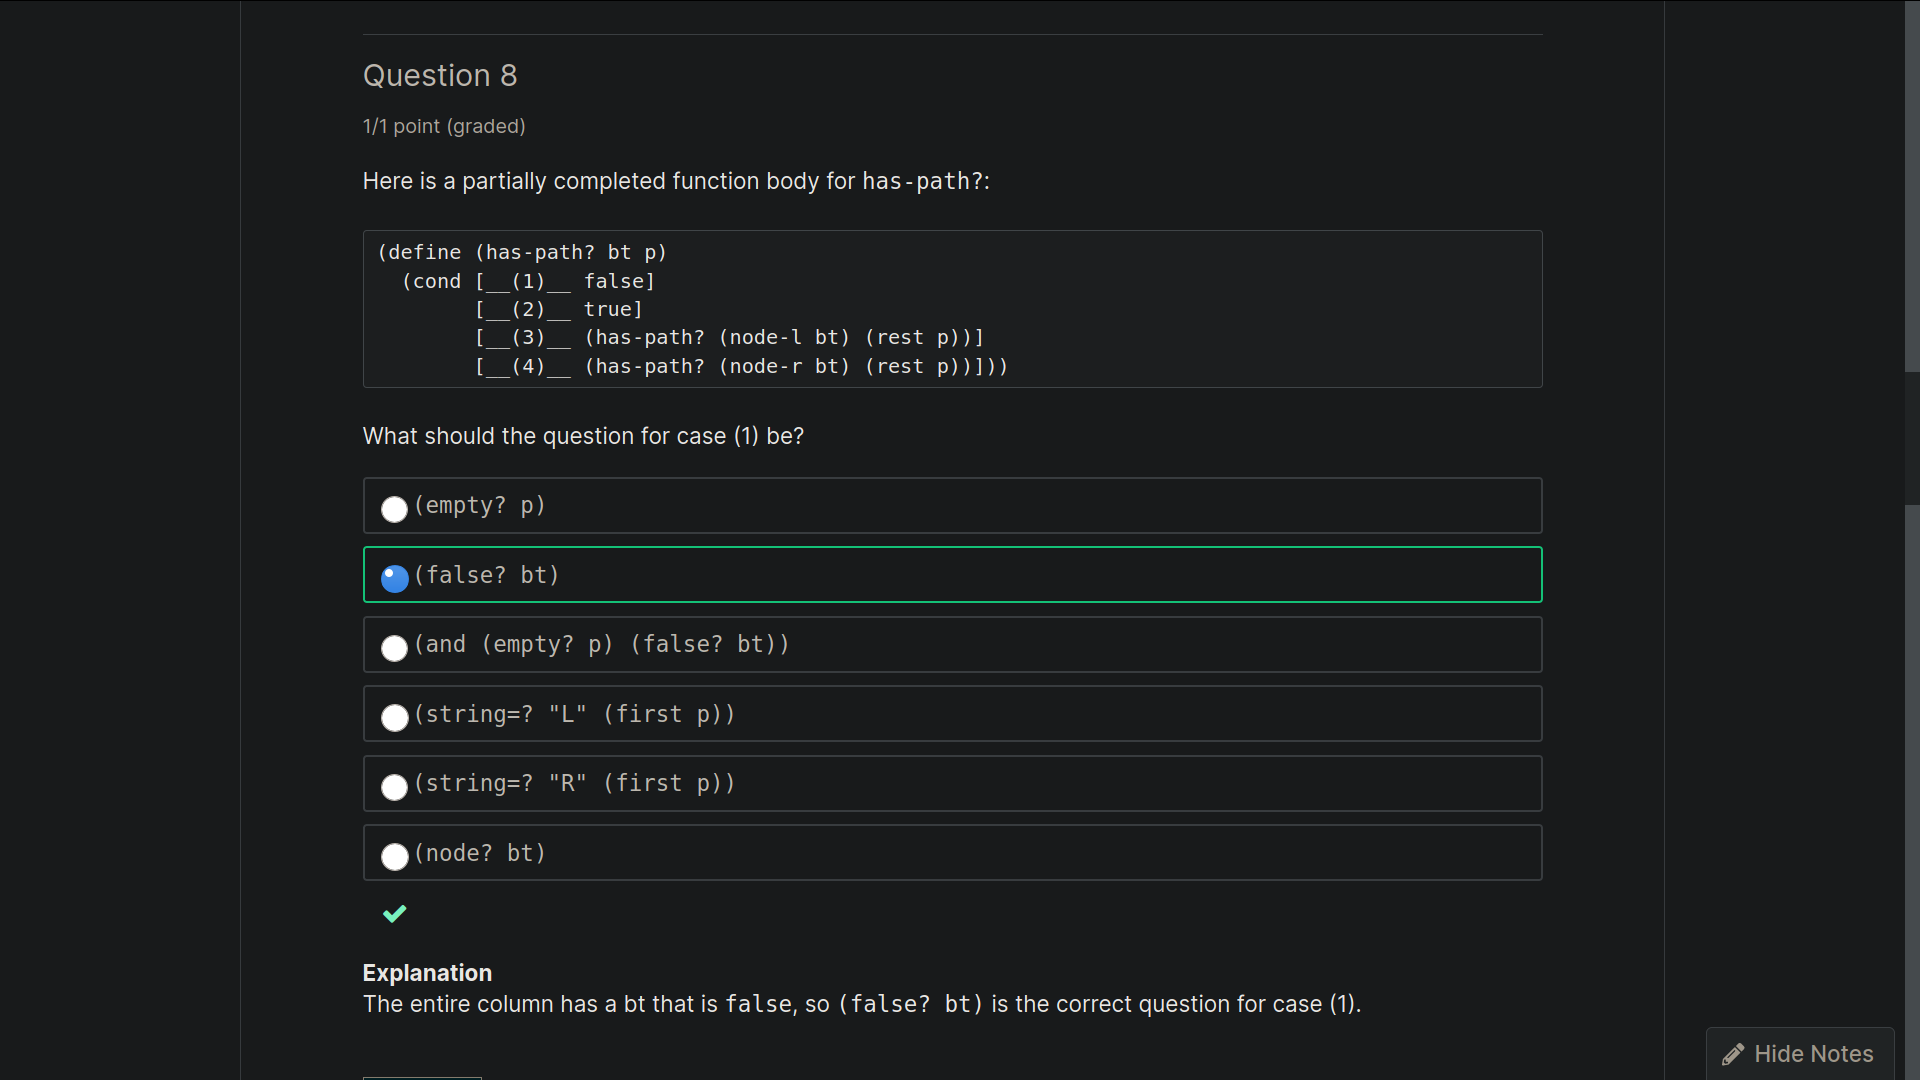 Question 8
1/1 point (graded)
Here is a partially completed function body for has-path?:
(define (has-path? bt p)
  (cond [__(1)__ false]
        [__(2)__ true]
        [__(3)__ (has-path? (node-l bt) (rest p))]
        [__(4)__ (has-path? (node-r bt) (rest p))]))
What should the question for case (1) be?
(empty? p)
(false? bt)
(and (empty? p) (false? bt))
(string=? "L" (first p))
(string=? "R" (first p))
(node? bt)
Explanation
The entire column has a bt that is false, so (false? bt) is the correct question for case (1).
Hide Notes